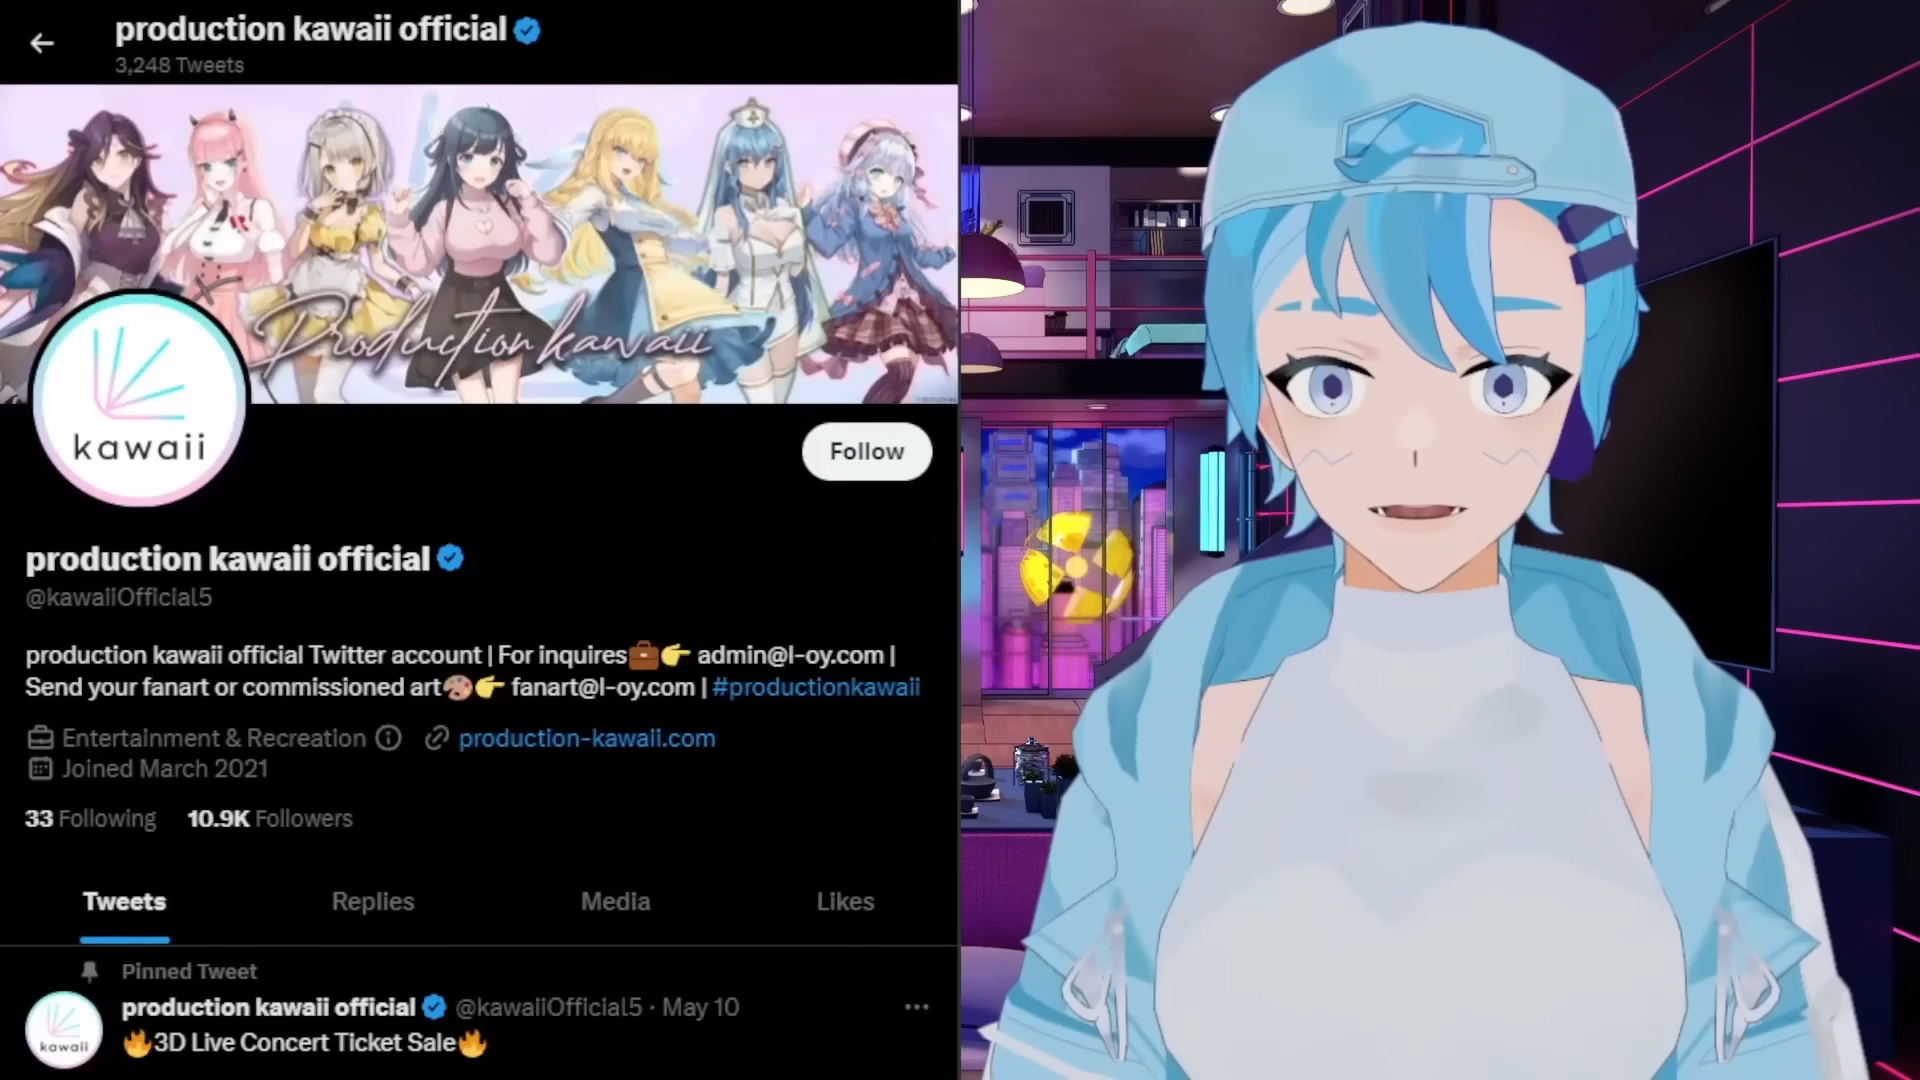 production kawaii official
3,248 Tweets
Production kawaii
kawaii
Follow
production kawaii official
@kawaiiOfficial5
production kawaii official Twitter account | For inquires💼👉 admin@l-oy.com |
Send your fanart or commissioned art🎨👉 fanart@l-oy.com | #productionkawaii
Entertainment & Recreation production-kawaii.com
Joined March 2021
33 Following 10.9K Followers
Tweets Replies Media Likes
Pinned Tweet
production kawaii official @kawaiiOfficial5 · May 10
🔥3D Live Concert Ticket Sale🔥
kawaii